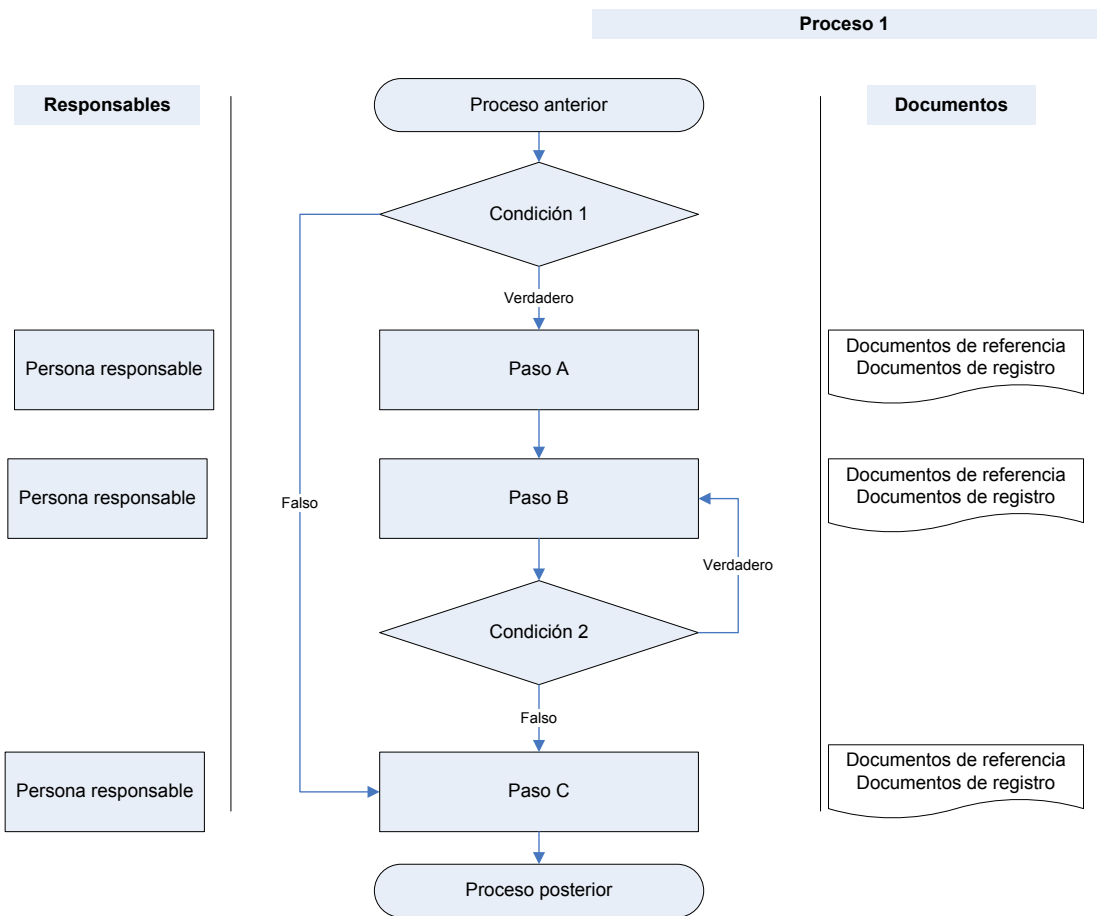 Proceso 1
Responsables
Proceso anterior
Documentos
Condición 1
Verdadero
Persona responsable
Paso A
Documentos de referencia
Documentos de registro
Persona responsable
Falso
Paso B
Documentos de referencia
Documentos de registro
Verdadero
Condición 2
Falso
Persona responsable
Paso C
Documentos de referencia
Documentos de registro
Proceso posterior